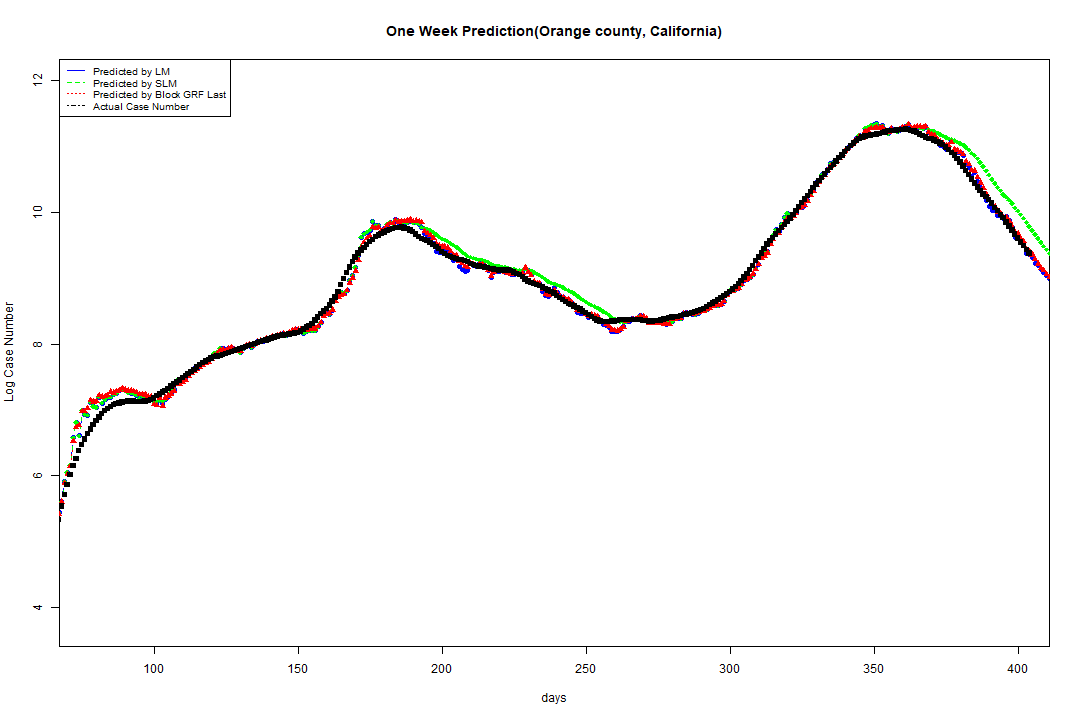 One Week Prediction(Orange county, California)
Predicted by LM
Predicted by SLM
Predicted by Block GRF Last
Actual Case Number
12
10
8
6
4
Log Case Number
100
150
200
250
300
350
400
days